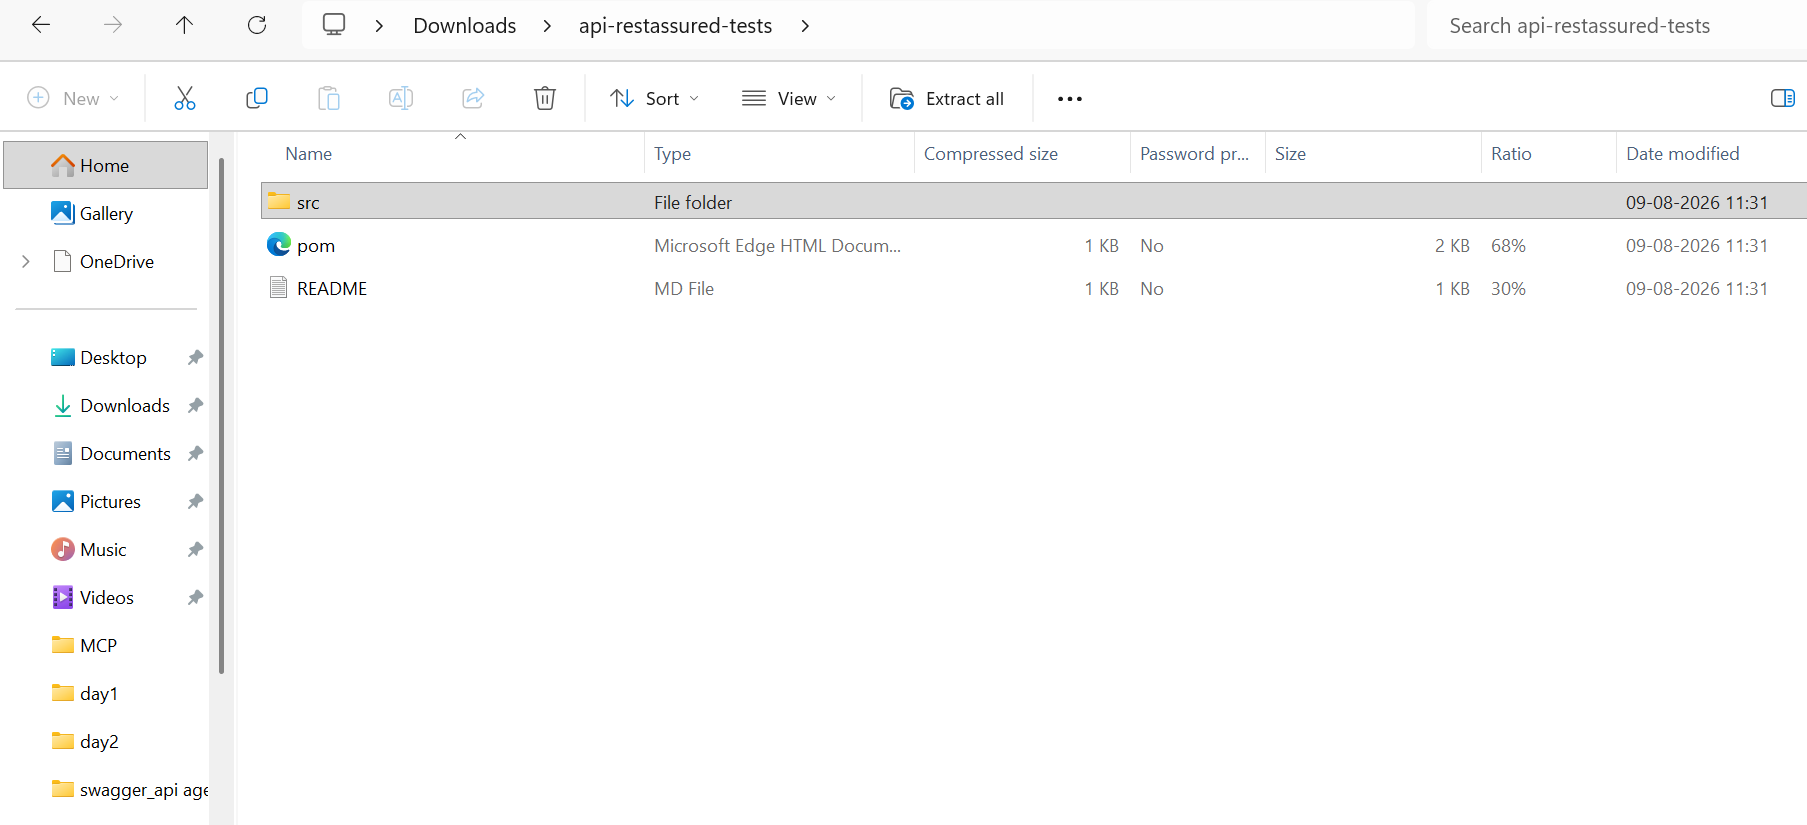 Downloads
api-restassured-tests
Search api-restassured-tests
New
Sort
View
Extract all
Home
Gallery
OneDrive
Desktop
Downloads
Documents
Pictures
Music
Videos
MCP
day1
day2
swagger_api age
Name Type Compressed size Password pr... Size Ratio Date modified
src File folder 09-08-2026 11:31
pom Microsoft Edge HTML Docum... 1 KB No 2 KB 68% 09-08-2026 11:31
README MD File 1 KB No 1 KB 30% 09-08-2026 11:31